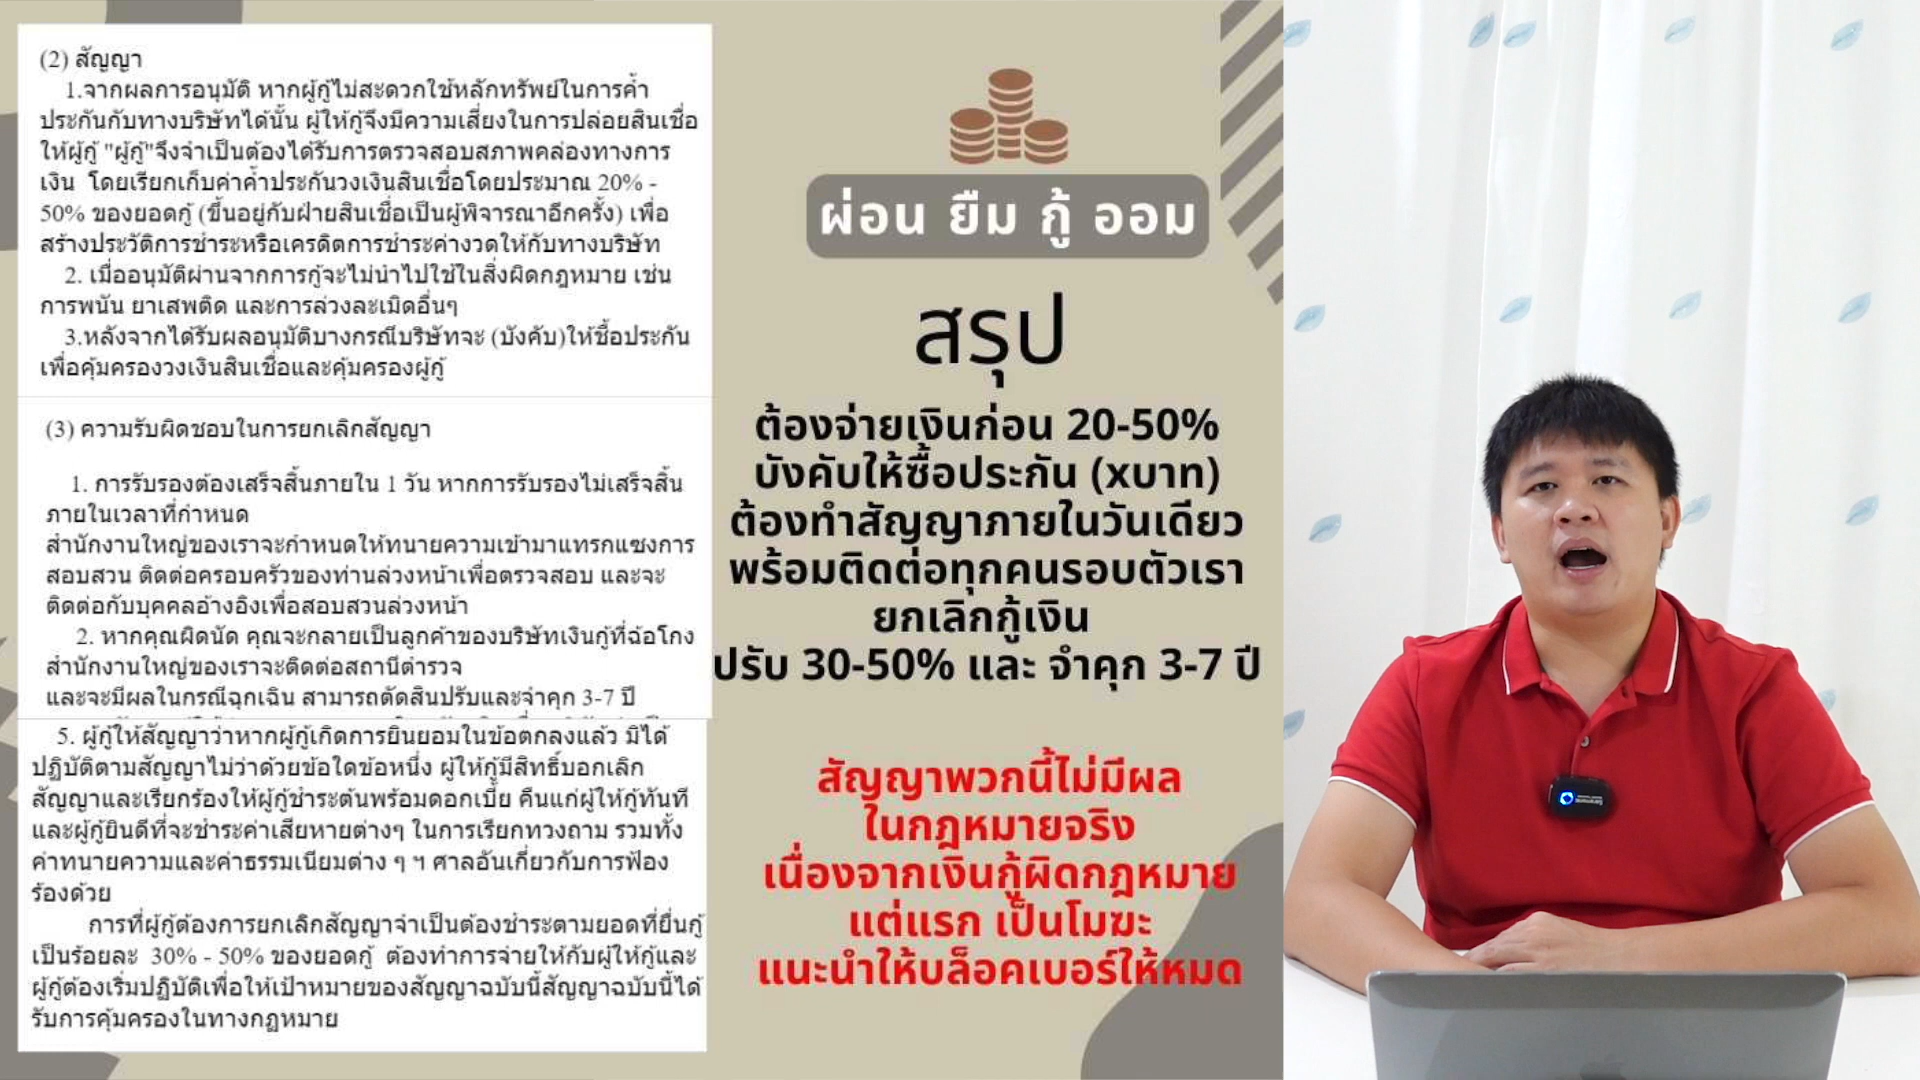 (2) สัญญา
1.จากผลการอนุมัติ หากผู้กู้ไม่สะดวกใช้หลักทรัพย์ในการค้ำ
ประกันกับทางบริษัทได้นั้น ผู้ให้กู้จึงมีความเสี่ยงในการปล่อยสินเชื่อ
ให้ผู้กู้ "ผู้กู้"จึงจำเป็นต้องได้รับการตรวจสอบสภาพคล่องทางการ
เงิน โดยเรียกเก็บค่าค้ำประกันวงเงินสินเชื่อโดยประมาณ 20% -
50% ของยอดกู้ (ขึ้นอยู่กับฝ่ายสินเชื่อเป็นผู้พิจารณาอีกครั้ง) เพื่อ
สร้างประวัติการชำระหรือเครดิตการชำระค่างวดให้กับทางบริษัท
2. เมื่ออนุมัติผ่านจากการกู้จะไม่นำไปใช้ในสิ่งผิดกฎหมาย เช่น
การพนัน ยาเสพติด และการล่วงละเมิดอื่นๆ
3.หลังจากได้รับผลอนุมัติบางกรณีบริษัทจะ (บังคับ)ให้ซื้อประกัน
เพื่อคุ้มครองวงเงินสินเชื่อและคุ้มครองผู้กู้
(3) ความรับผิดชอบในการยกเลิกสัญญา
1. การรับรองต้องเสร็จสิ้นภายใน 1 วัน หากการรับรองไม่เสร็จสิ้น
ภายในเวลาที่กำหนด
สำนักงานใหญ่ของเราจะกำหนดให้ทนายความเข้ามาแทรกแซงการ
สอบสวน ติดต่อครอบครัวของท่านล่วงหน้าเพื่อตรวจสอบ และจะ
ติดต่อกับบุคคลอ้างอิงเพื่อสอบสวนล่วงหน้า
2. หากคุณผิดนัด คุณจะกลายเป็นลูกค้าของบริษัทเงินกู้ที่ฉ้อโกง
สำนักงานใหญ่ของเราจะติดต่อสถานีตำรวจ
และจะมีผลในกรณีฉุกเฉิน สามารถตัดสินปรับและจำคุก 3-7 ปี
5. ผู้กู้ให้สัญญาว่าหากผู้กู้เกิดการยินยอมในข้อตกลงแล้ว มิได้
ปฏิบัติตามสัญญาไม่ว่าด้วยข้อใดข้อหนึ่ง ผู้ให้กู้มีสิทธิ์บอกเลิก
สัญญาและเรียกร้องให้ผู้กู้ชำระต้นพร้อมดอกเบี้ย คืนแก่ผู้ให้กู้ทันที
และผู้กู้ยินดีที่จะชำระค่าเสียหายต่างๆ ในการเรียกทวงถาม รวมทั้ง
ค่าทนายความและค่าธรรมเนียมต่าง ๆ ฯ ศาลอันเกี่ยวกับการฟ้อง
ร้องด้วย
การที่ผู้กู้ต้องการยกเลิกสัญญาจำเป็นต้องชำระตามยอดที่ยื่นกู้
เป็นร้อยละ 30% - 50% ของยอดกู้ ต้องทำการจ่ายให้กับผู้ให้กู้และ
ผู้กู้ต้องเริ่มปฏิบัติเพื่อให้เป้าหมายของสัญญาฉบับนี้สัญญาฉบับนี้ได้
รับการคุ้มครองในทางกฎหมาย
ผ่อน ยืม กู้ ออม
สรุป
ต้องจ่ายเงินก่อน 20-50%
บังคับให้ซื้อประกัน (xบาท)
ต้องทำสัญญาภายในวันเดียว
พร้อมติดต่อทุกคนรอบตัวเรา
ยกเลิกกู้เงิน
ปรับ 30-50% และ จำคุก 3-7 ปี
สัญญาพวกนี้ไม่มีผล
ในกฎหมายจริง
เนื่องจากเงินกู้ผิดกฎหมาย
แต่แรก เป็นโมฆะ
แนะนำให้บล็อคเบอร์ให้หมด